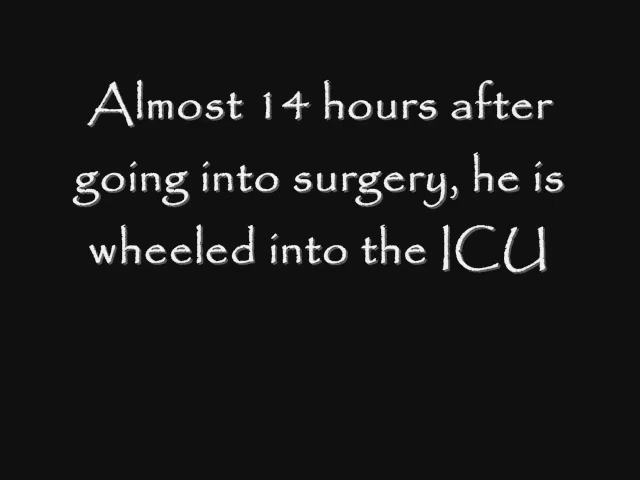 Almost 14 hours after
going into surgery, he is
wheeled into the ICU